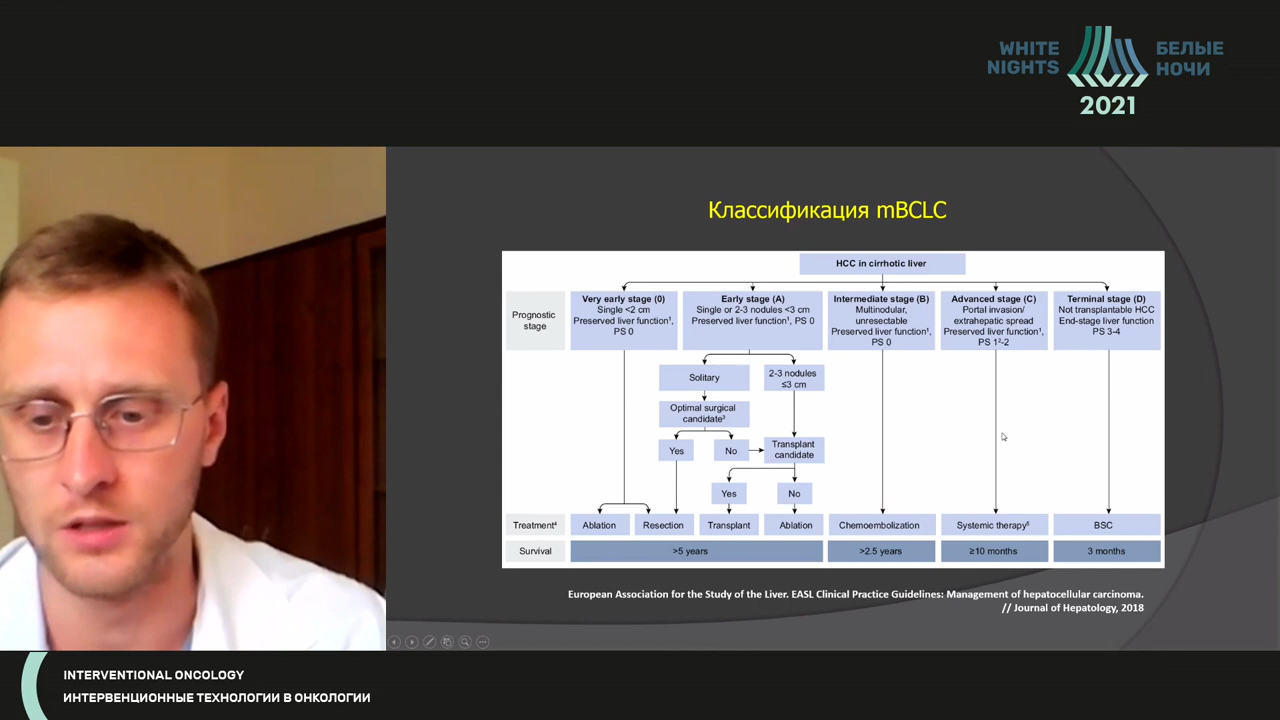 WHITE NIGHTS
БЕЛЫЕ НОЧИ
2021
Классификация mBCLC
HCC in cirrhotic liver
Prognostic stage
Very early stage (0)
Single <2 cm
Preserved liver function¹,
PS 0
Early stage (A)
Single or 2-3 nodules <3 cm
Preserved liver function¹, PS 0
Intermediate stage (B)
Multinodular,
unresectable
Preserved liver function¹,
PS 0
Advanced stage (C)
Portal invasion/
extrahepatic spread
Preserved liver function¹,
PS 1²-2
Terminal stage (D)
Not transplantable HCC
End-stage liver function
PS 3-4
Solitary
2-3 nodules
≤3 cm
Optimal surgical
candidate³
Yes
No
Transplant
candidate
Yes
No
Treatment⁴
Ablation
Resection
Transplant
Ablation
Chemoembolization
Systemic therapy⁵
BSC
Survival
>5 years
>2.5 years
≥10 months
3 months
European Association for the Study of the Liver. EASL Clinical Practice Guidelines: Management of hepatocellular carcinoma.
// Journal of Hepatology, 2018
INTERVENTIONAL ONCOLOGY
ИНТЕРВЕНЦИОННЫЕ ТЕХНОЛОГИИ В ОНКОЛОГИИ